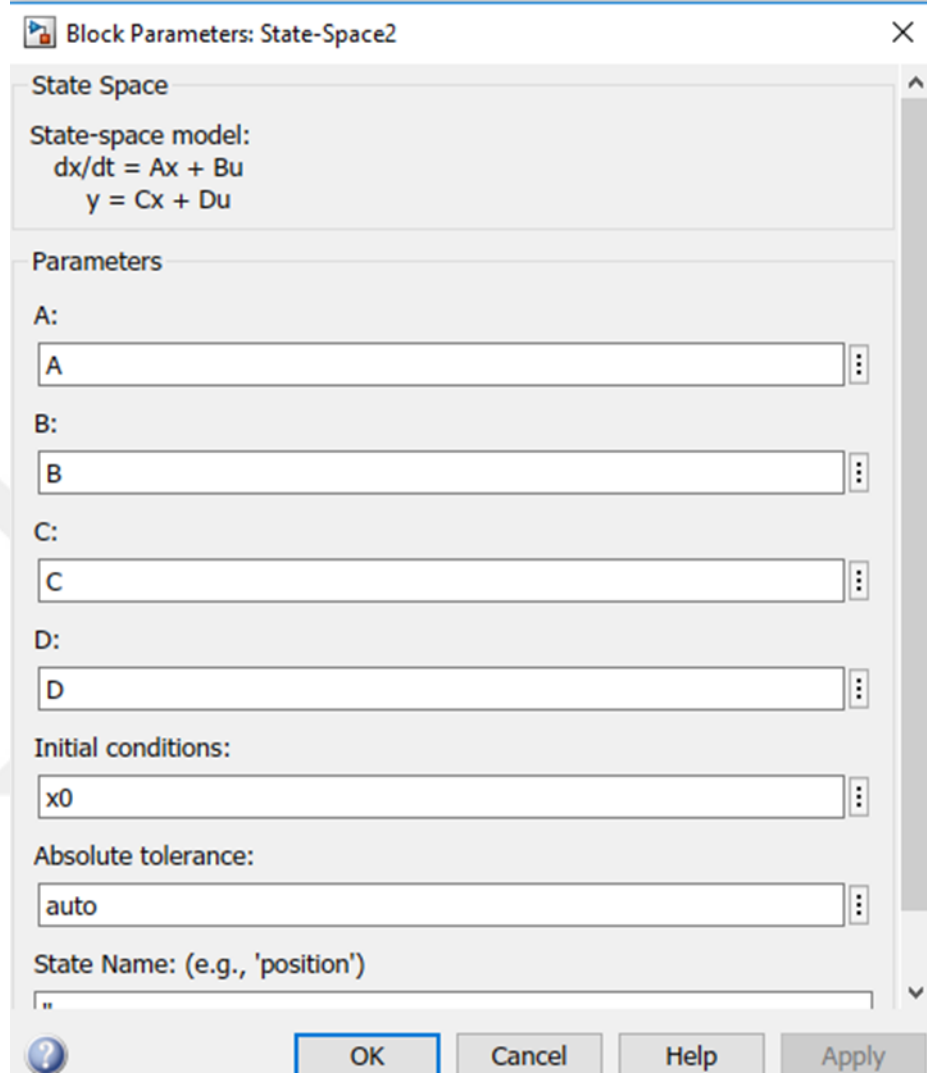 Block Parameters: State-Space2
State Space
State-space model:
dx/dt = Ax + Bu
y = Cx + Du
Parameters
A:
A
B:
B
C:
C
D:
D
Initial conditions:
x0
Absolute tolerance:
auto
State Name: (e.g., 'position')
''
OK Cancel Help Apply